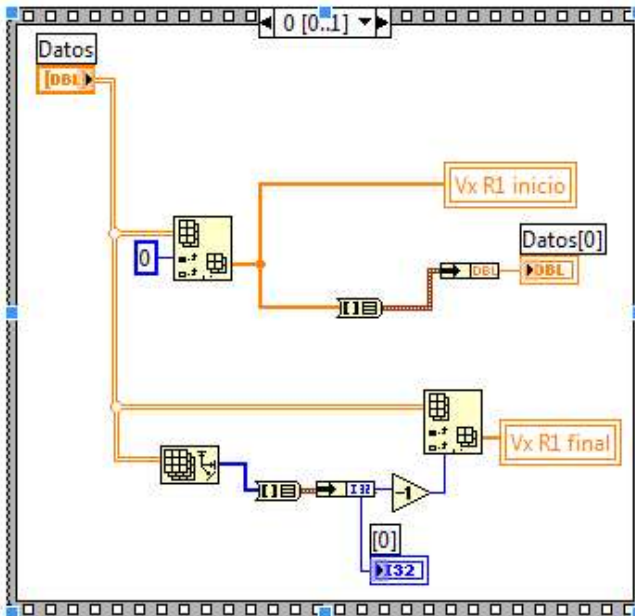 0 [0..1]
Datos
[DBL]
Vx R1 inicio
0
Datos[0]
DBL
DBL
Vx R1 final
I32
-1
[0]
I32